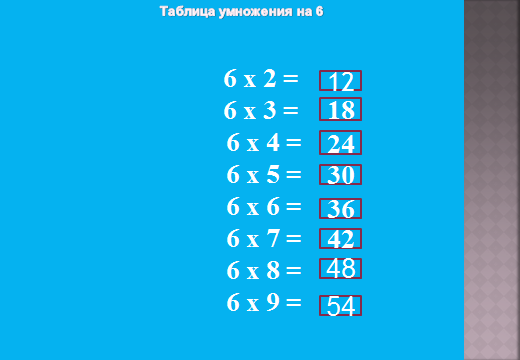 Таблица умножения на 6
6 х 2 = 12
6 х 3 = 18
6 х 4 = 24
6 х 5 = 30
6 х 6 = 36
6 х 7 = 42
6 х 8 = 48
6 х 9 = 54